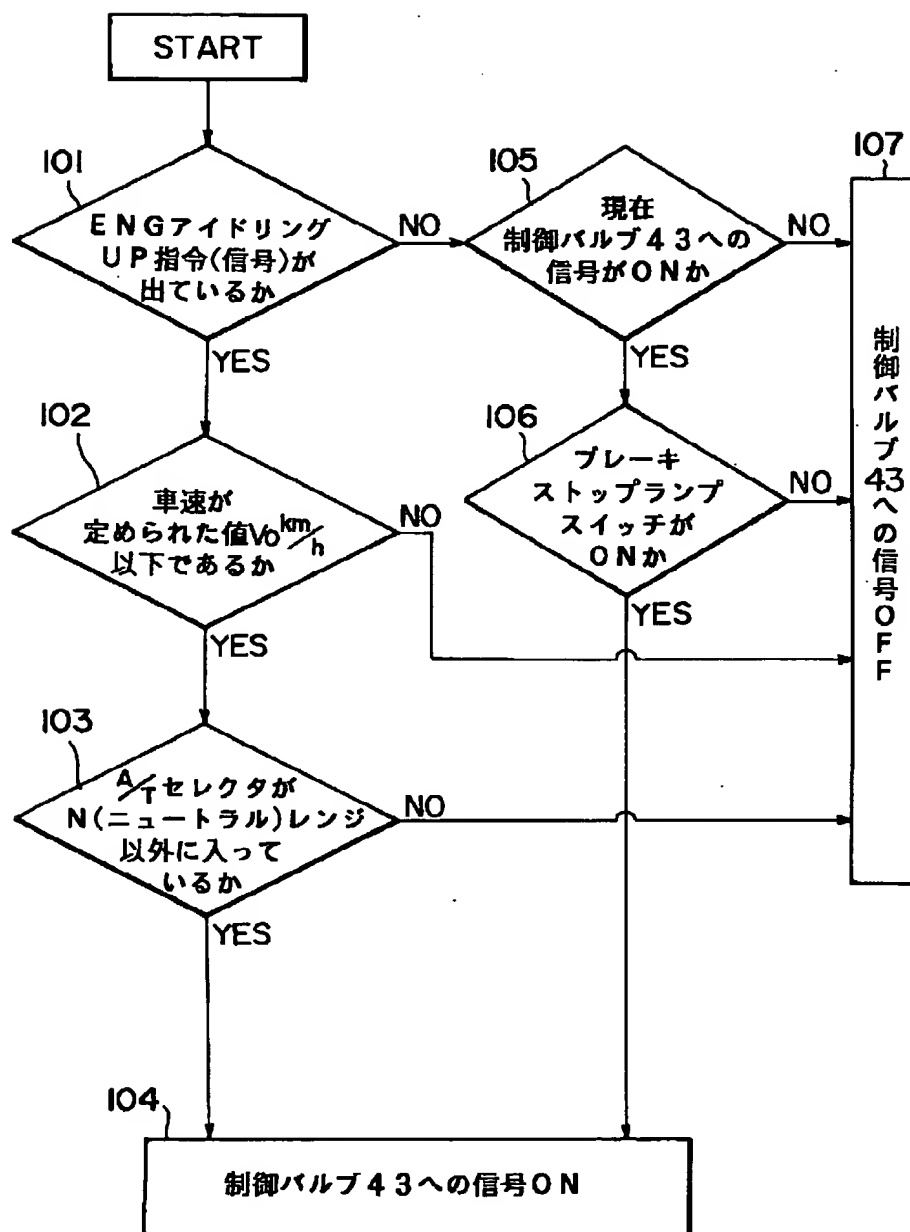 START
101
ENGアイドリング
UP指令(信号)が
出ているか
NO
YES
105
現在
制御バルブ43への
信号がONか
NO
YES
107
制御バルブ43への信号OFF
102
車速が
定められた値Vo km/h
以下であるか
NO
YES
106
ブレーキ
ストップランプ
スイッチが
ONか
NO
YES
103
A/Tセレクタが
N(ニュートラル)レンジ
以外に入って
いるか
NO
YES
104
制御バルブ43への信号ON